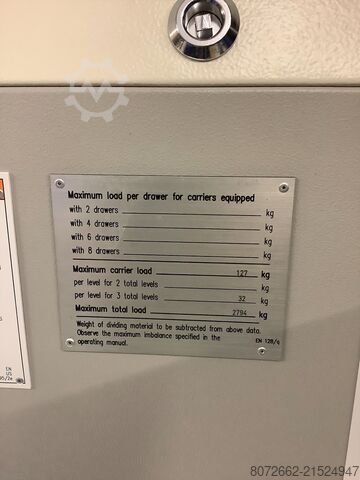 Maximum load per drawer for carriers equipped
with 2 drawers kg
with 4 drawers kg
with 6 drawers kg
with 8 drawers kg
Maximum carrier load 127 kg
per level for 2 total levels kg
per level for 3 total levels 32 kg
Maximum total load 2794 kg
Weight of dividing material to be subtracted from above data.
Observe the maximum imbalance specified in the
operating manual.
EN 128/q
EN
US
8072662-21524947